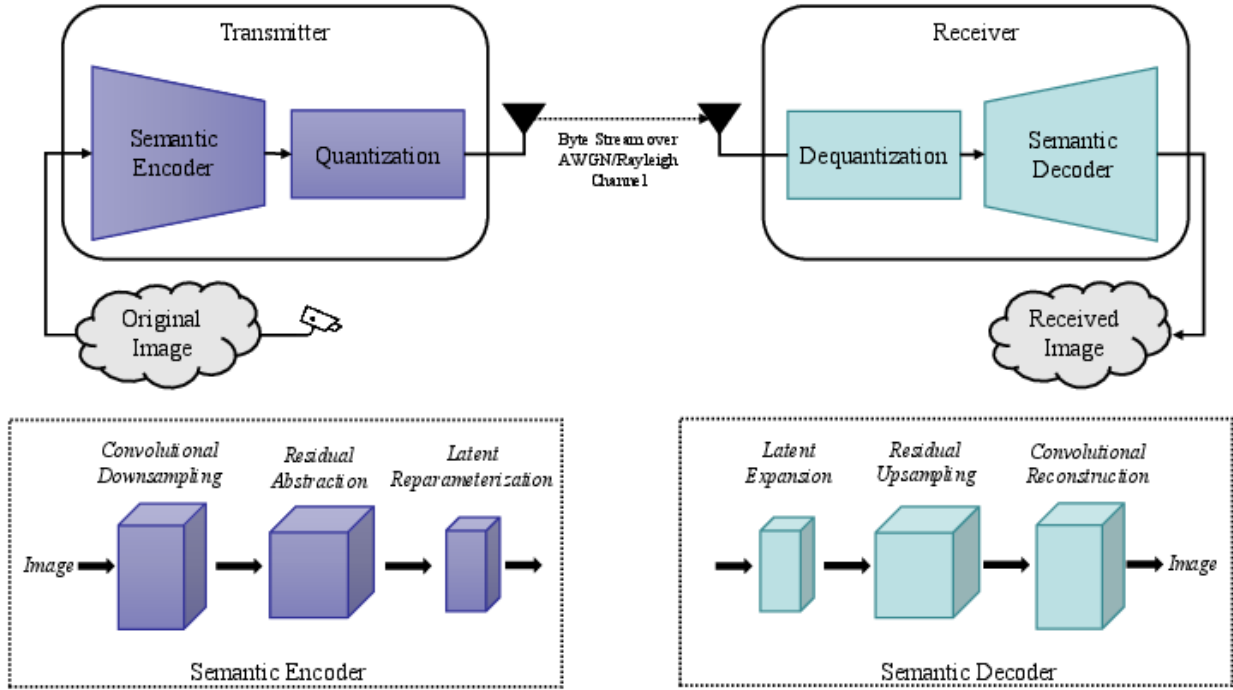 Transmitter
Receiver
Semantic
Encoder
Quantization
Byte Stream over
AWGN/Rayleigh
Channel
Dequantization
Semantic
Decoder
Original
Image
Received
Image
Convolutional
Downsampling
Residual
Abstraction
Latent
Reparameterization
Image
Semantic Encoder
Latent
Expansion
Residual
Upsampling
Convolutional
Reconstruction
Image
Semantic Decoder